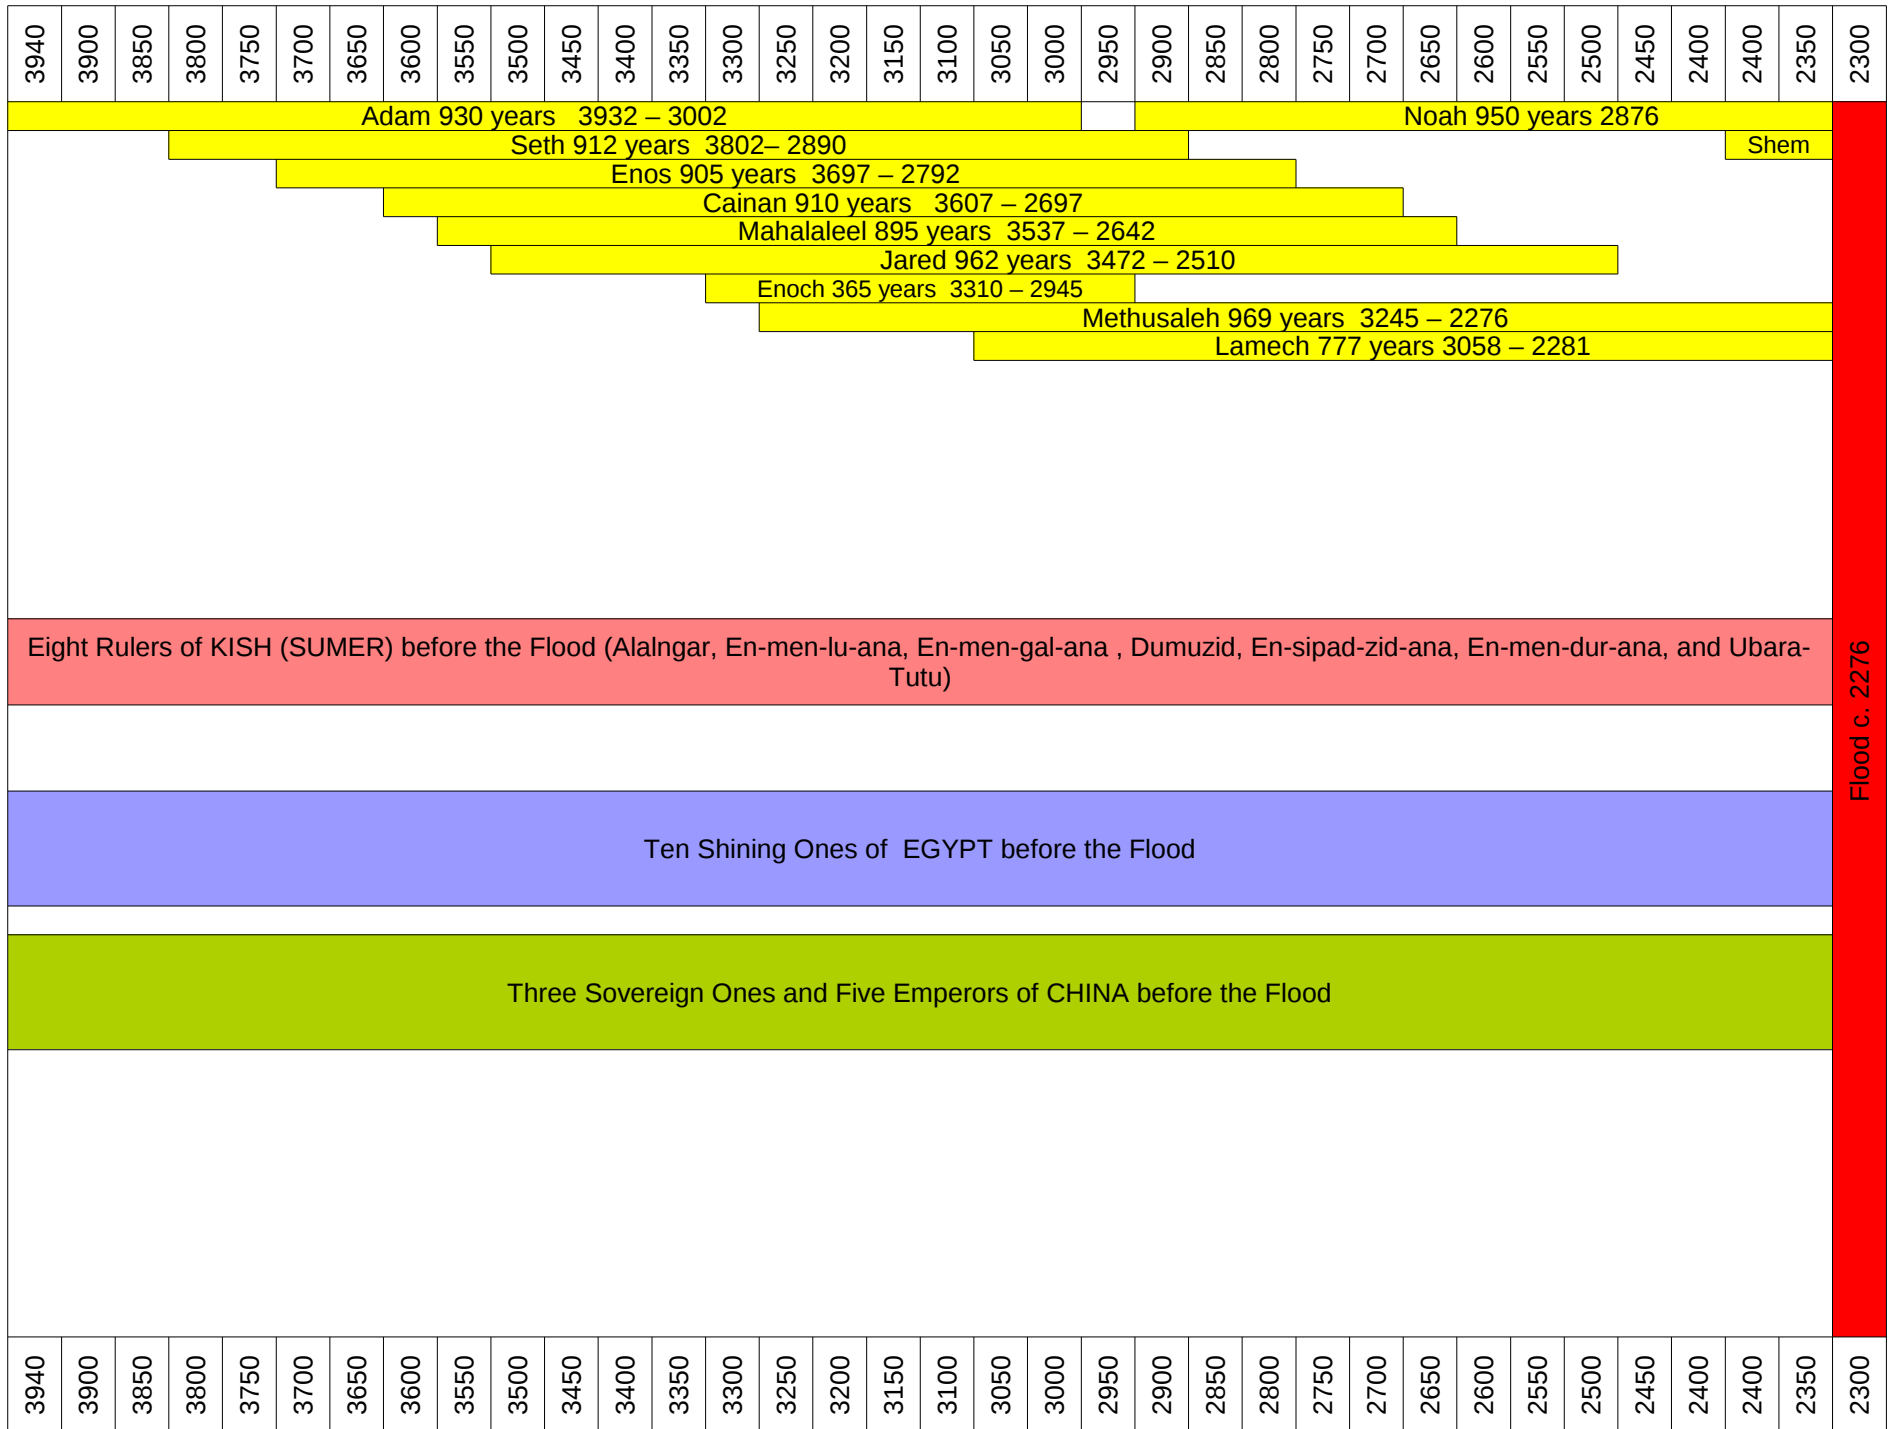 3940 3900 3850 3800 3750 3700 3650 3600 3550 3500 3450 3400 3350 3300 3250 3200 3150 3100 3050 3000 2950 2900 2850 2800 2750 2700 2650 2600 2550 2500 2450 2400 2400 2350 2300
Adam 930 years 3932 – 3002
Noah 950 years 2876
Seth 912 years 3802– 2890
Shem
Enos 905 years 3697 – 2792
Cainan 910 years 3607 – 2697
Mahalaleel 895 years 3537 – 2642
Jared 962 years 3472 – 2510
Enoch 365 years 3310 – 2945
Methusaleh 969 years 3245 – 2276
Lamech 777 years 3058 – 2281
Eight Rulers of KISH (SUMER) before the Flood (Alalngar, En-men-lu-ana, En-men-gal-ana , Dumuzid, En-sipad-zid-ana, En-men-dur-ana, and Ubara-
Tutu)
Flood c. 2276
Ten Shining Ones of EGYPT before the Flood
Three Sovereign Ones and Five Emperors of CHINA before the Flood
3940 3900 3850 3800 3750 3700 3650 3600 3550 3500 3450 3400 3350 3300 3250 3200 3150 3100 3050 3000 2950 2900 2850 2800 2750 2700 2650 2600 2550 2500 2450 2400 2400 2350 2300